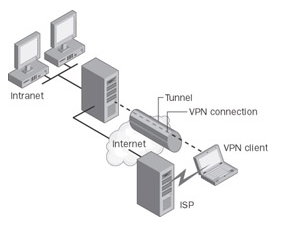 Intranet
Tunnel
VPN connection
Internet
VPN client
ISP